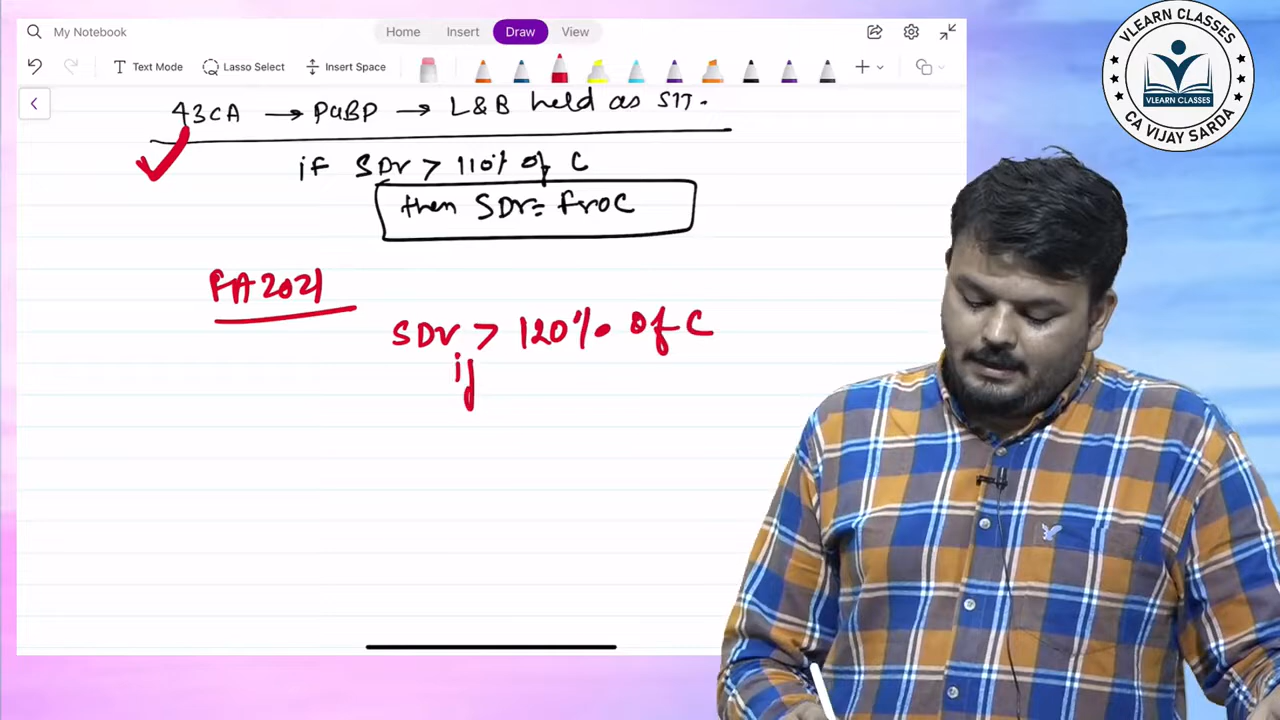 My Notebook
Home Insert Draw View
Text Mode Lasso Select Insert Space
43CA → PGBP → L&B held as SIT.
if SDV > 110% of C
then SDV = FVOC
FA 2021
SDV > 120% of C
if
VLEARN CLASSES
VLEARN CLASSES
CA VIJAY SARDA